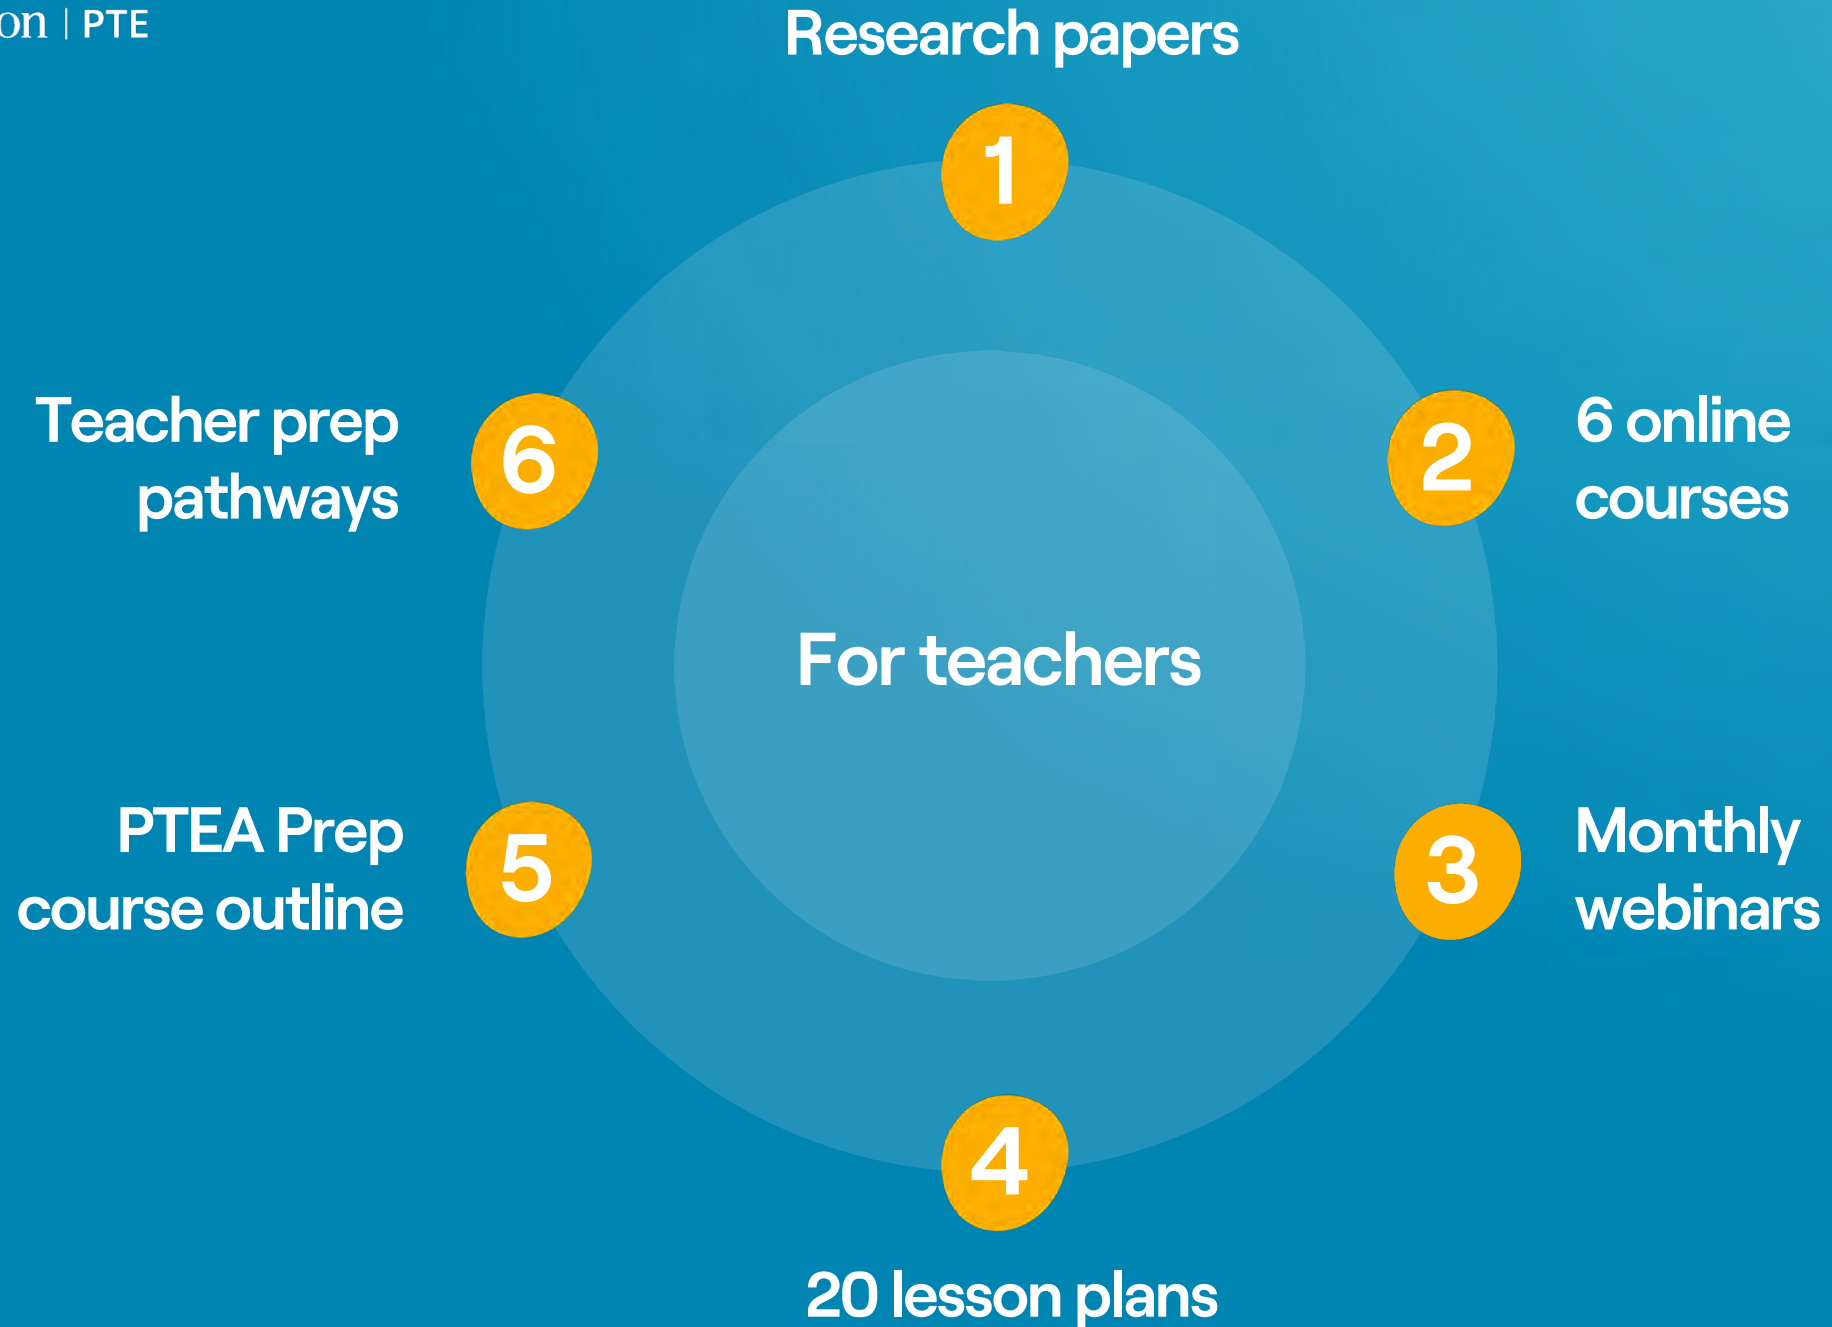 on | PTE
Research papers
1
2
6 online
courses
3
Monthly
webinars
4
20 lesson plans
5
PTEA Prep
course outline
6
Teacher prep
pathways
For teachers